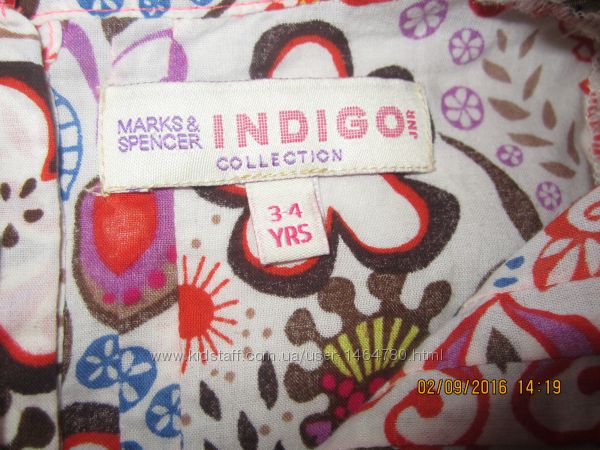 MARKS & SPENCER INDIGO JNR
COLLECTION
3-4
YRS
www.kidstaff.com.ua/user-1464780.html
02/09/2016 14:19